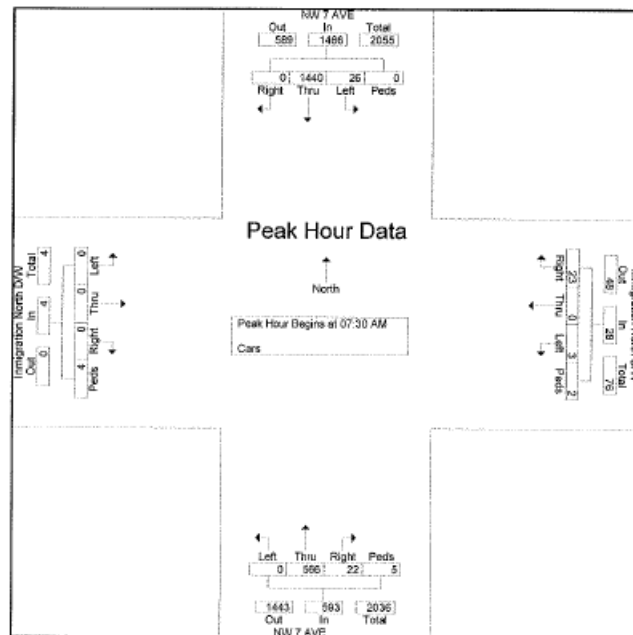 NW 7 AVE
Out In Total
589 1466 2055
0 1440 26 0
Right Thru Left Peds
Peak Hour Data
North
Peak Hour Begins at 07:30 AM
Cars
Inmigration North D/W
Out In Total
0 4 4
Left Thru Right Peds
0 0 0 4
Right Thru Left Peds
23 0 3 2
Out In Total
48 28 76
Left Thru Right Peds
0 566 22 5
1443 593 2036
Out In Total
NW 7 AVE